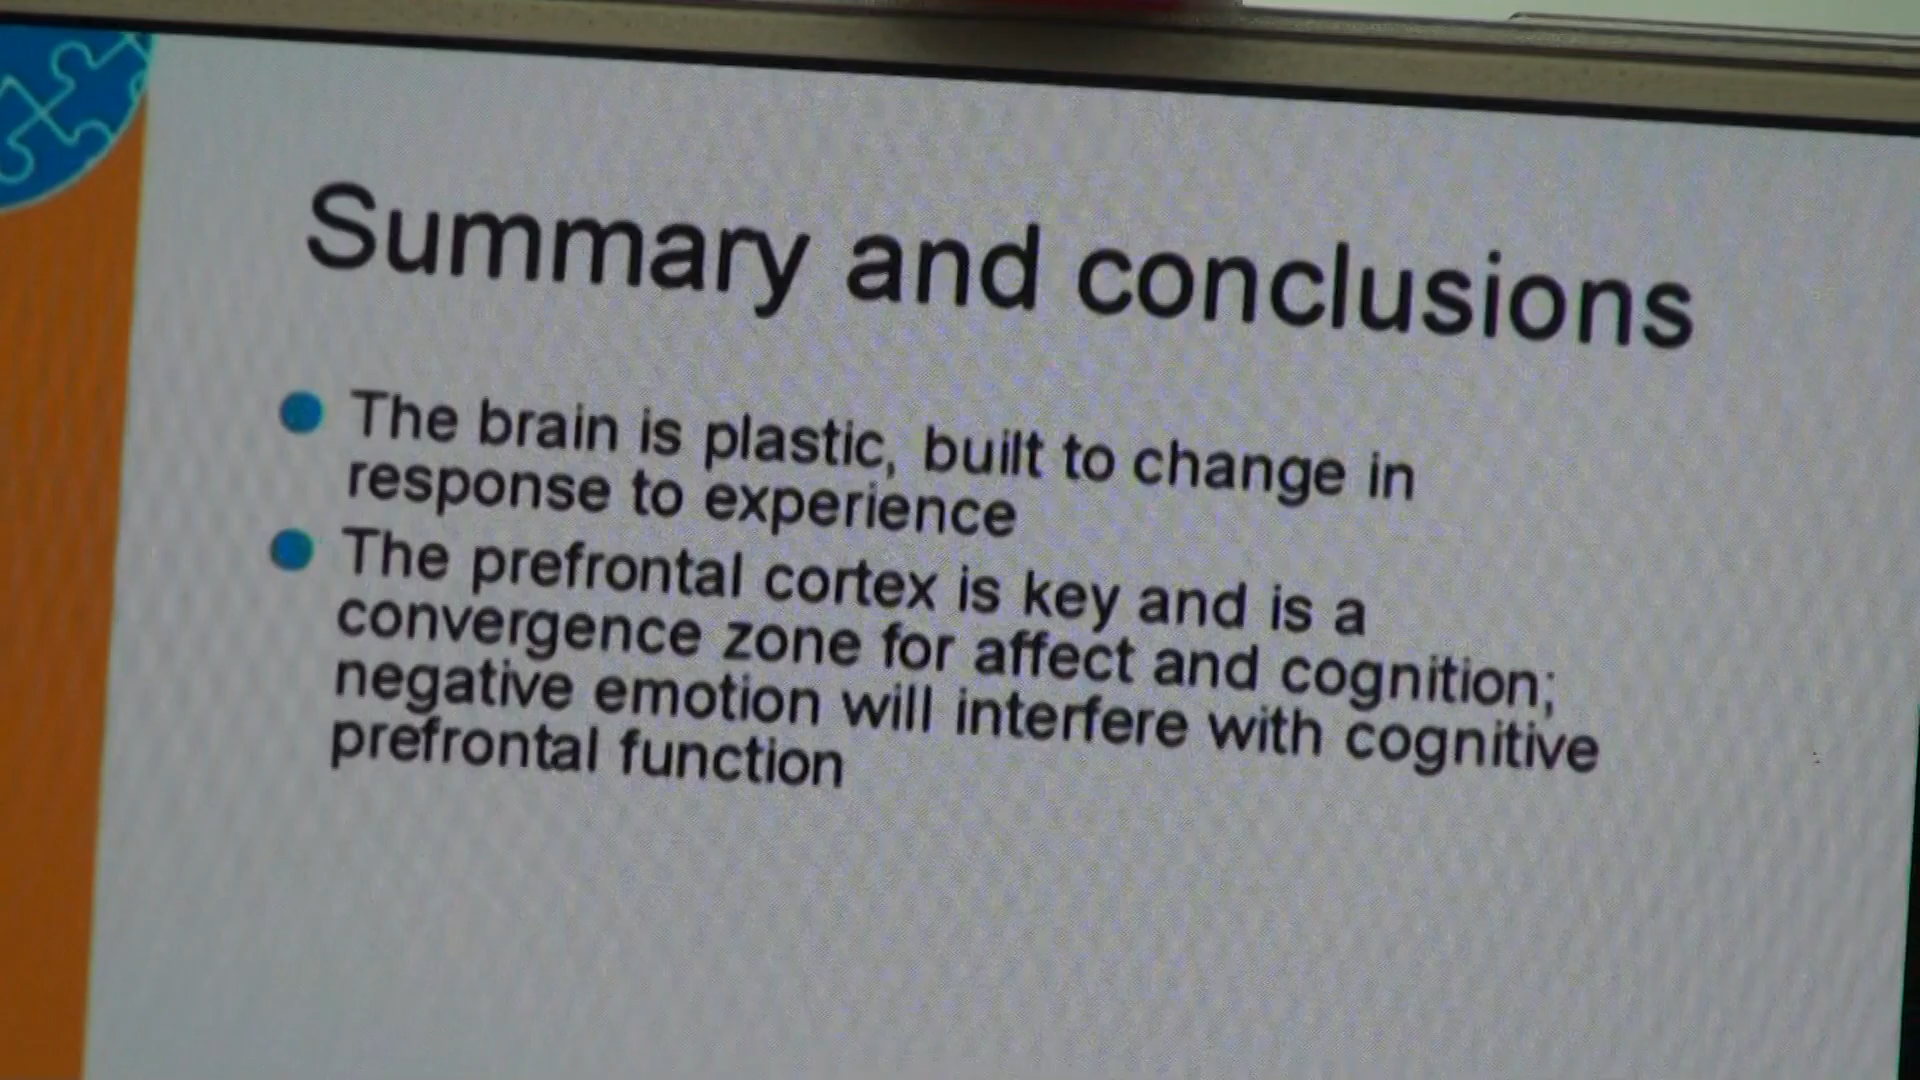 Summary and conclusions
The brain is plastic, built to change in
response to experience
The prefrontal cortex is key and is a
convergence zone for affect and cognition;
negative emotion will interfere with cognitive
prefrontal function